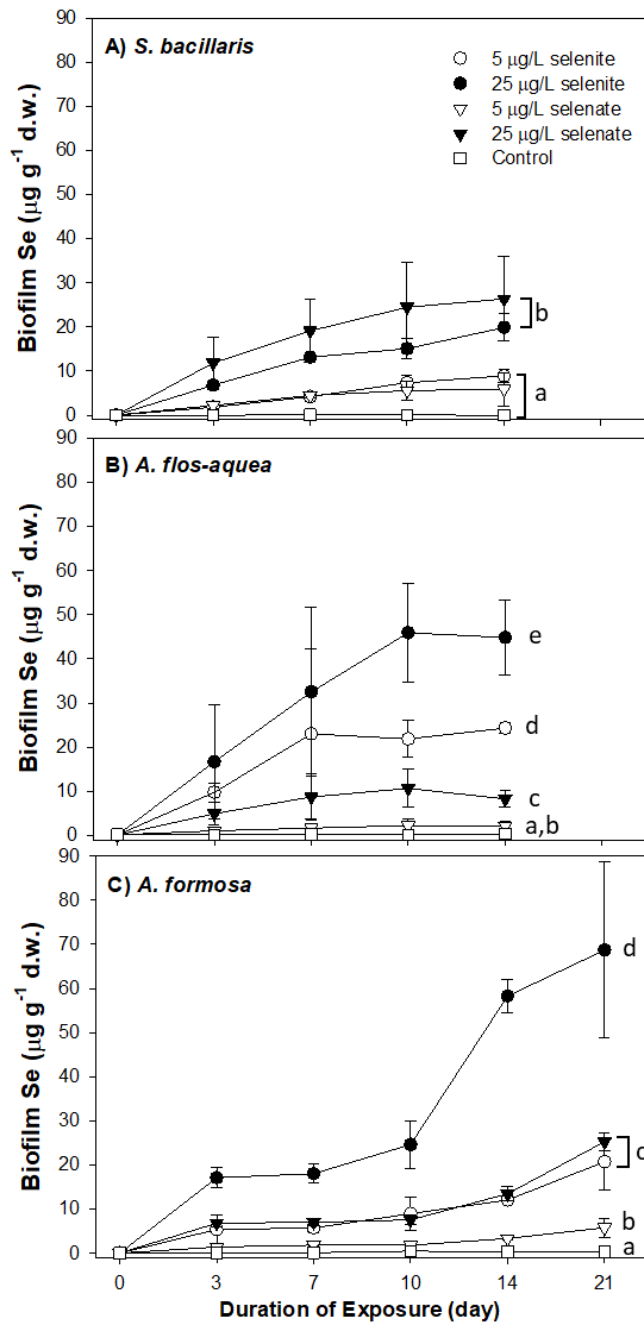 90
A) S. bacillaris
5 µg/L selenite
80
25 µg/L selenite
70
5 µg/L selenate
25 µg/L selenate
60
Control
50
40
30
20
10
0
Biofilm Se (µg g⁻¹ d.w.)
b
a
90
B) A. flos-aquea
80
70
60
50
40
30
20
10
0
Biofilm Se (µg g⁻¹ d.w.)
e
d
c
a,b
90
C) A. formosa
80
70
60
50
40
30
20
10
0
Biofilm Se (µg g⁻¹ d.w.)
d
c
b
a
0 3 7 10 14 21
Duration of Exposure (day)